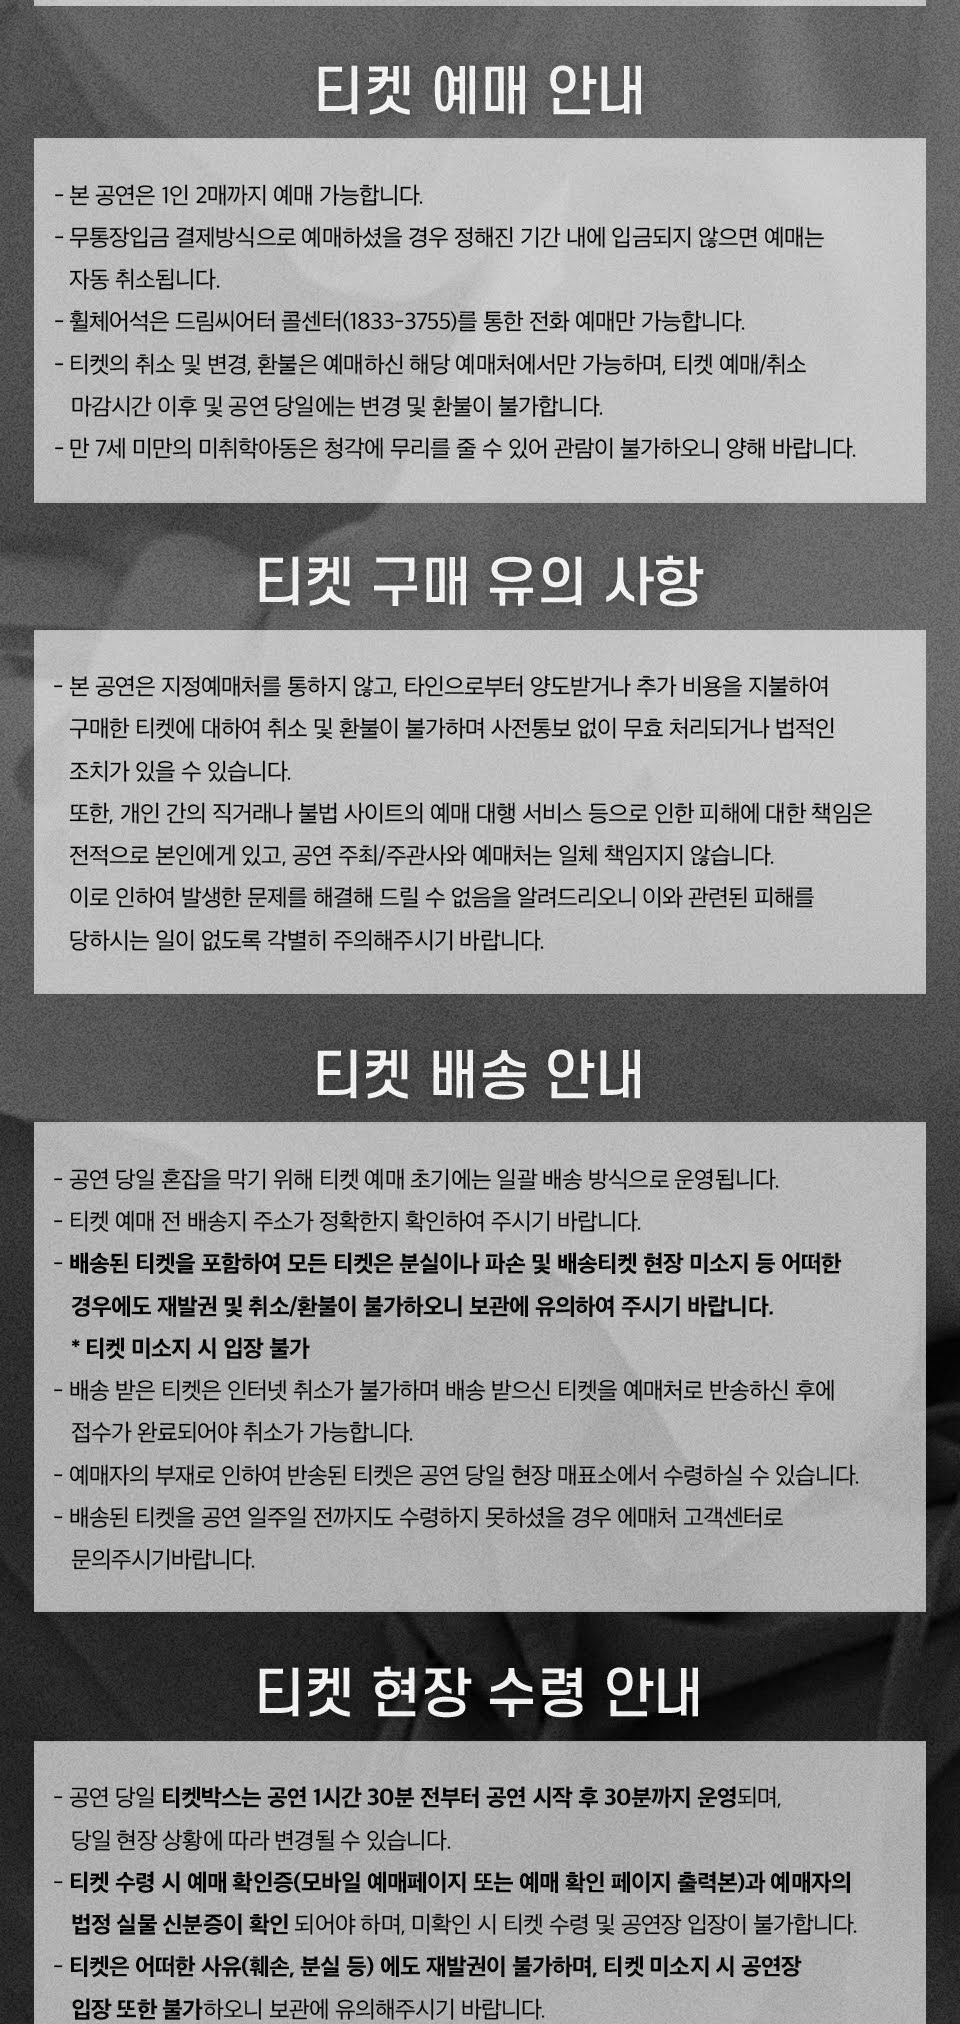 티켓 예매 안내
- 본 공연은 1인 2매까지 예매 가능합니다.
- 무통장입금 결제방식으로 예매하셨을 경우 정해진 기간 내에 입금되지 않으면 예매는
자동 취소됩니다.
- 휠체어석은 드림씨어터 콜센터(1833-3755)를 통한 전화 예매만 가능합니다.
- 티켓의 취소 및 변경, 환불은 예매하신 해당 예매처에서만 가능하며, 티켓 예매/취소
마감시간 이후 및 공연 당일에는 변경 및 환불이 불가합니다.
- 만 7세 미만의 미취학아동은 청각에 무리를 줄 수 있어 관람이 불가하오니 양해 바랍니다.
티켓 구매 유의 사항
- 본 공연은 지정예매처를 통하지 않고, 타인으로부터 양도받거나 추가 비용을 지불하여
구매한 티켓에 대하여 취소 및 환불이 불가하며 사전통보 없이 무효 처리되거나 법적인
조치가 있을 수 있습니다.
또한, 개인 간의 직거래나 불법 사이트의 예매 대행 서비스 등으로 인한 피해에 대한 책임은
전적으로 본인에게 있고, 공연 주최/주관사와 예매처는 일체 책임지지 않습니다.
이로 인하여 발생한 문제를 해결해 드릴 수 없음을 알려드리오니 이와 관련된 피해를
당하시는 일이 없도록 각별히 주의해주시기 바랍니다.
티켓 배송 안내
- 공연 당일 혼잡을 막기 위해 티켓 예매 초기에는 일괄 배송 방식으로 운영됩니다.
- 티켓 예매 전 배송지 주소가 정확한지 확인하여 주시기 바랍니다.
- 배송된 티켓을 포함하여 모든 티켓은 분실이나 파손 및 배송티켓 현장 미소지 등 어떠한
경우에도 재발권 및 취소/환불이 불가하오니 보관에 유의하여 주시기 바랍니다.
* 티켓 미소지 시 입장 불가
- 배송 받은 티켓은 인터넷 취소가 불가하며 배송 받으신 티켓을 예매처로 반송하신 후에
접수가 완료되어야 취소가 가능합니다.
- 예매자의 부재로 인하여 반송된 티켓은 공연 당일 현장 매표소에서 수령하실 수 있습니다.
- 배송된 티켓을 공연 일주일 전까지도 수령하지 못하셨을 경우 에매처 고객센터로
문의주시기바랍니다.
티켓 현장 수령 안내
- 공연 당일 티켓박스는 공연 1시간 30분 전부터 공연 시작 후 30분까지 운영되며,
당일 현장 상황에 따라 변경될 수 있습니다.
- 티켓 수령 시 예매 확인증(모바일 예매페이지 또는 예매 확인 페이지 출력본)과 예매자의
법정 실물 신분증이 확인 되어야 하며, 미확인 시 티켓 수령 및 공연장 입장이 불가합니다.
- 티켓은 어떠한 사유(훼손, 분실 등) 에도 재발권이 불가하며, 티켓 미소지 시 공연장
입장 또한 불가하오니 보관에 유의해주시기 바랍니다.